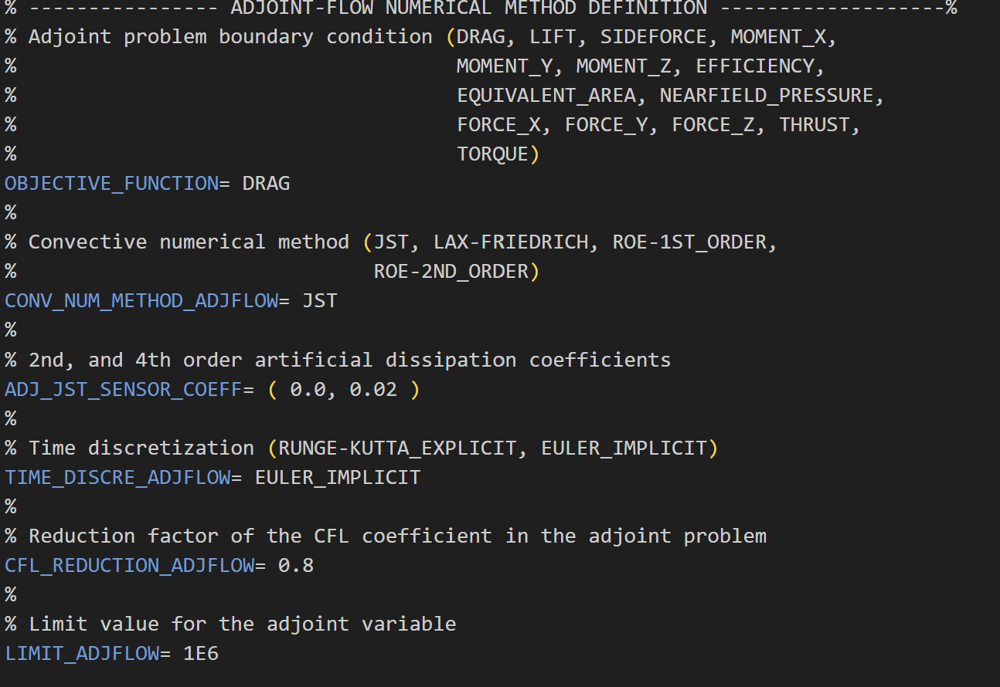 % ---------------- ADJOINT-FLOW NUMERICAL METHOD DEFINITION -------------------%
% Adjoint problem boundary condition (DRAG, LIFT, SIDEFORCE, MOMENT_X,
%                                     MOMENT_Y, MOMENT_Z, EFFICIENCY,
%                                     EQUIVALENT_AREA, NEARFIELD_PRESSURE,
%                                     FORCE_X, FORCE_Y, FORCE_Z, THRUST,
%                                     TORQUE)
OBJECTIVE_FUNCTION= DRAG
%
% Convective numerical method (JST, LAX-FRIEDRICH, ROE-1ST_ORDER,
%                              ROE-2ND_ORDER)
CONV_NUM_METHOD_ADJFLOW= JST
%
% 2nd, and 4th order artificial dissipation coefficients
ADJ_JST_SENSOR_COEFF= ( 0.0, 0.02 )
%
% Time discretization (RUNGE-KUTTA_EXPLICIT, EULER_IMPLICIT)
TIME_DISCRE_ADJFLOW= EULER_IMPLICIT
%
% Reduction factor of the CFL coefficient in the adjoint problem
CFL_REDUCTION_ADJFLOW= 0.8
%
% Limit value for the adjoint variable
LIMIT_ADJFLOW= 1E6